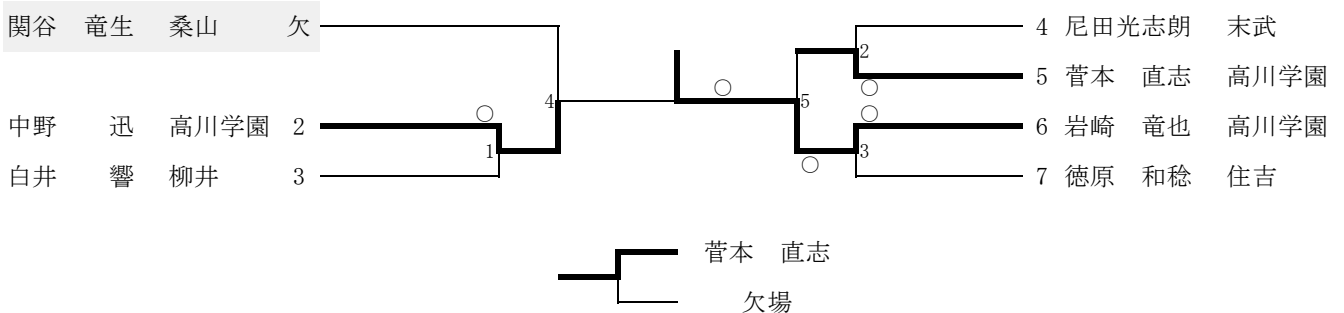 関谷　竜生　桑山　欠
中野　迅　高川学園　2
白井　響　柳井　3
○
1
4
○
5
○
2
○
○
3
4　尼田光志朗　末武
5　菅本　直志　高川学園
6　岩崎　竜也　高川学園
7　徳原　和稔　住吉
菅本　直志
欠場